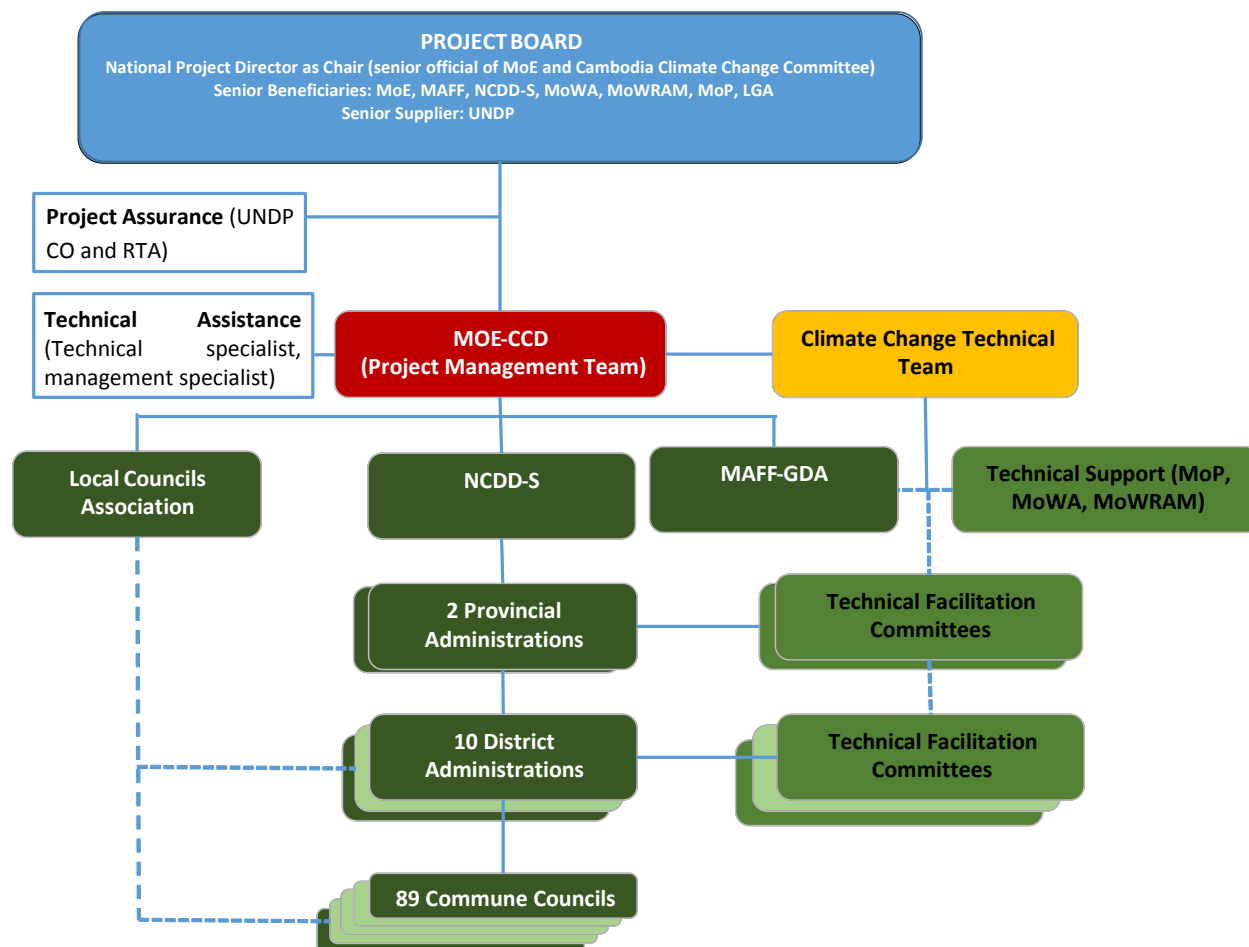 PROJECT BOARD
National Project Director as Chair (senior official of MoE and Cambodia Climate Change Committee)
Senior Beneficiaries: MoE, MAFF, NCDD-S, MoWA, MoWRAM, MoP, LGA
Senior Supplier: UNDP
Project Assurance (UNDP
CO and RTA)
Technical Assistance
(Technical specialist,
management specialist)
MOE-CCD
(Project Management Team)
Climate Change Technical
Team
Local Councils
Association
NCDD-S
MAFF-GDA
Technical Support (MoP,
MoWA, MoWRAM)
2 Provincial
Administrations
Technical Facilitation
Committees
10 District
Administrations
Technical Facilitation
Committees
89 Commune Councils